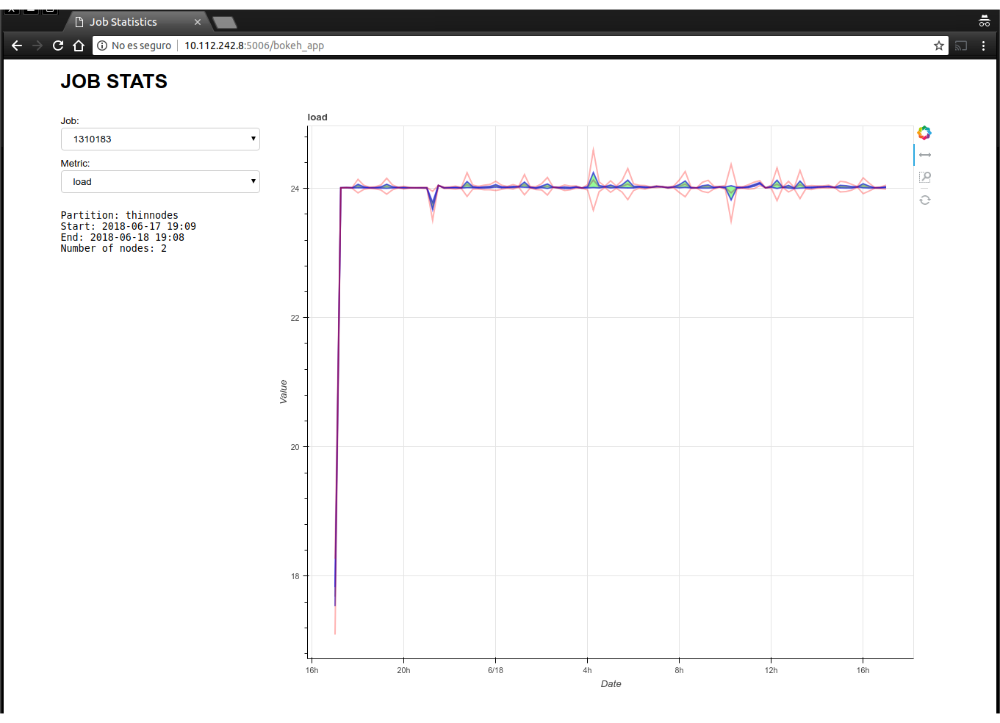 Job Statistics
No es seguro 10.112.242.8:5006/bokeh_app
JOB STATS
Job:
1310183
Metric:
load
Partition: thinnodes
Start: 2018-06-17 19:09
End: 2018-06-18 19:08
Number of nodes: 2
load
24
22
20
18
Value
16h 20h 6/18 4h 8h 12h 16h
Date